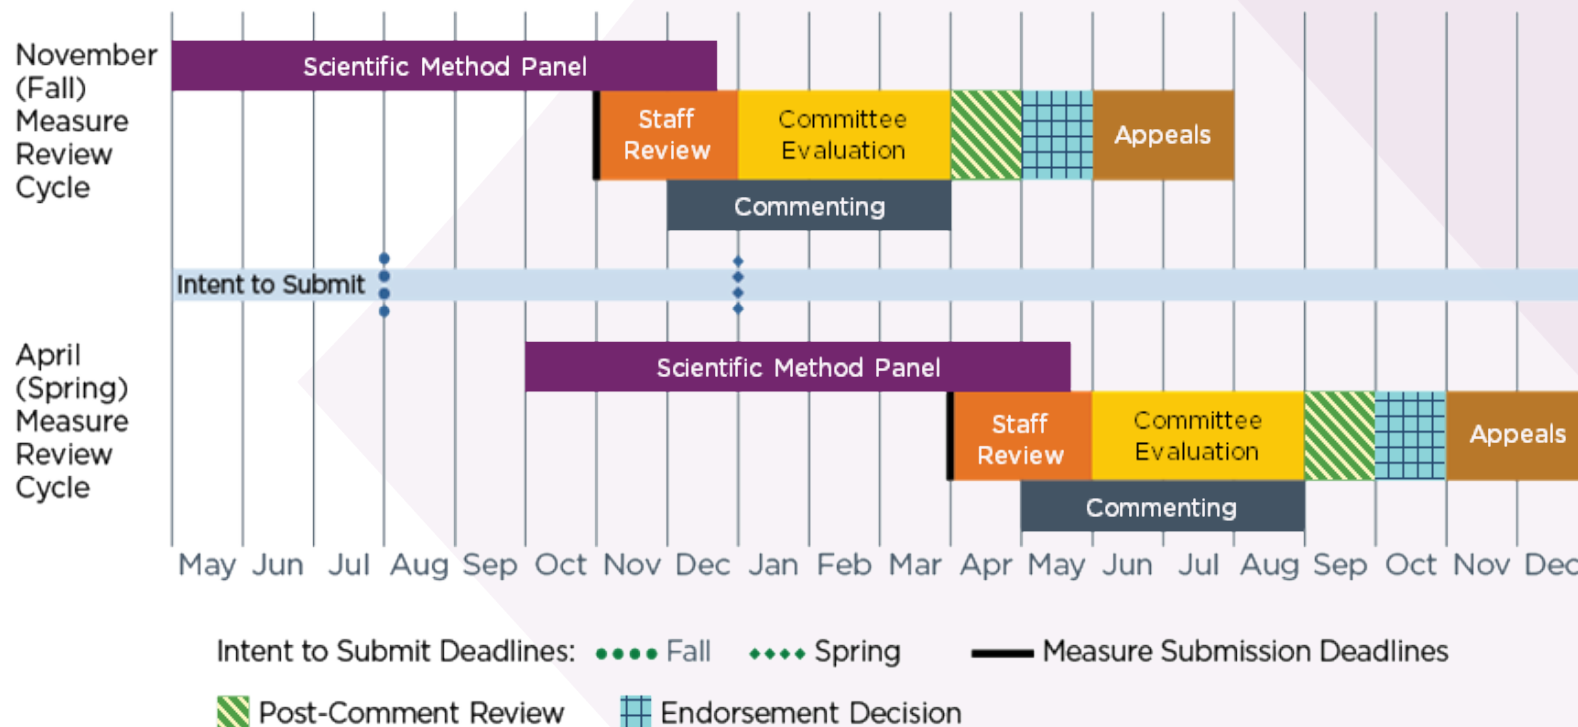 November
(Fall)
Measure
Review
Cycle
Scientific Method Panel
Staff
Review
Committee
Evaluation
Appeals
Commenting
Intent to Submit
April
(Spring)
Measure
Review
Cycle
Scientific Method Panel
Staff
Review
Committee
Evaluation
Appeals
Commenting
May Jun Jul Aug Sep Oct Nov Dec Jan Feb Mar Apr May Jun Jul Aug Sep Oct Nov Dec
Intent to Submit Deadlines: Fall Spring Measure Submission Deadlines
Post-Comment Review Endorsement Decision